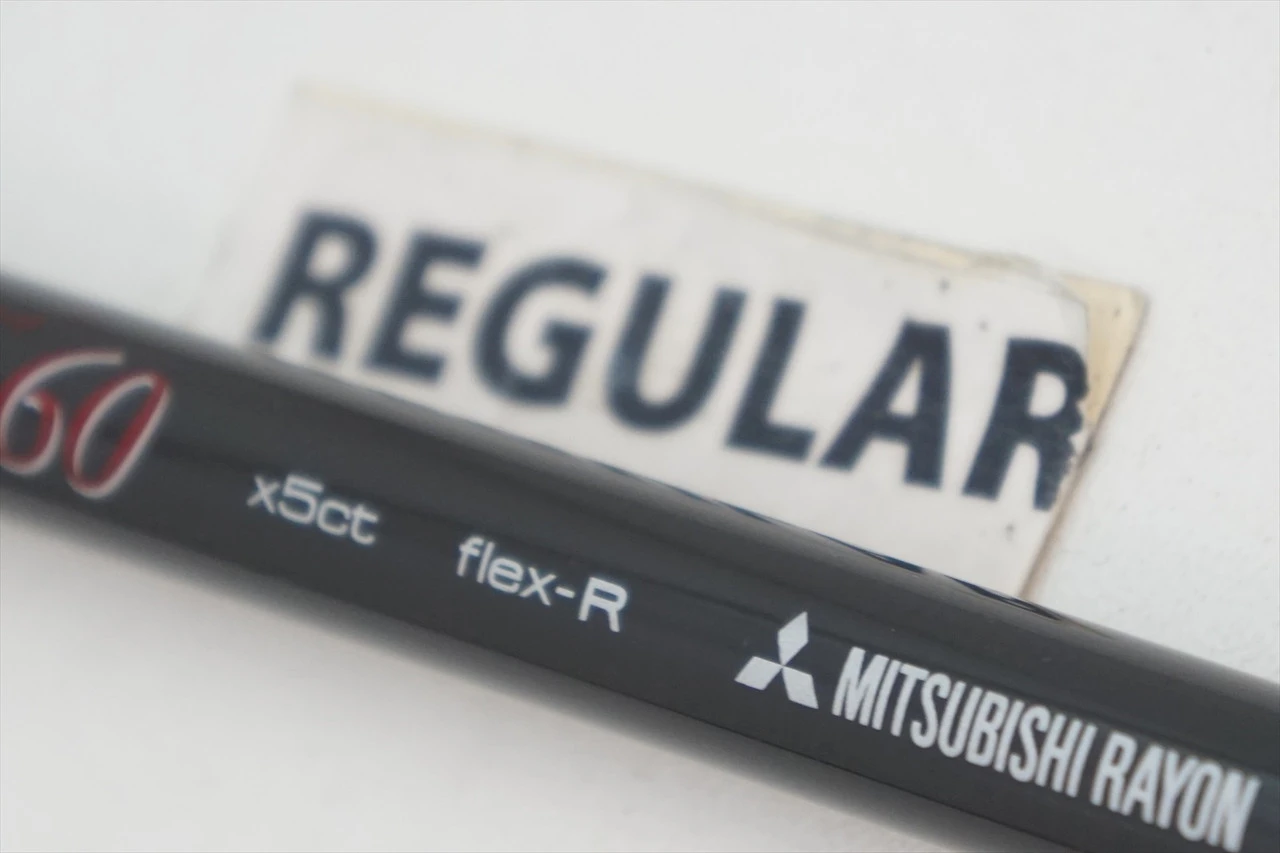 REGULAR
60 x5ct flex-R MITSUBISHI RAYON